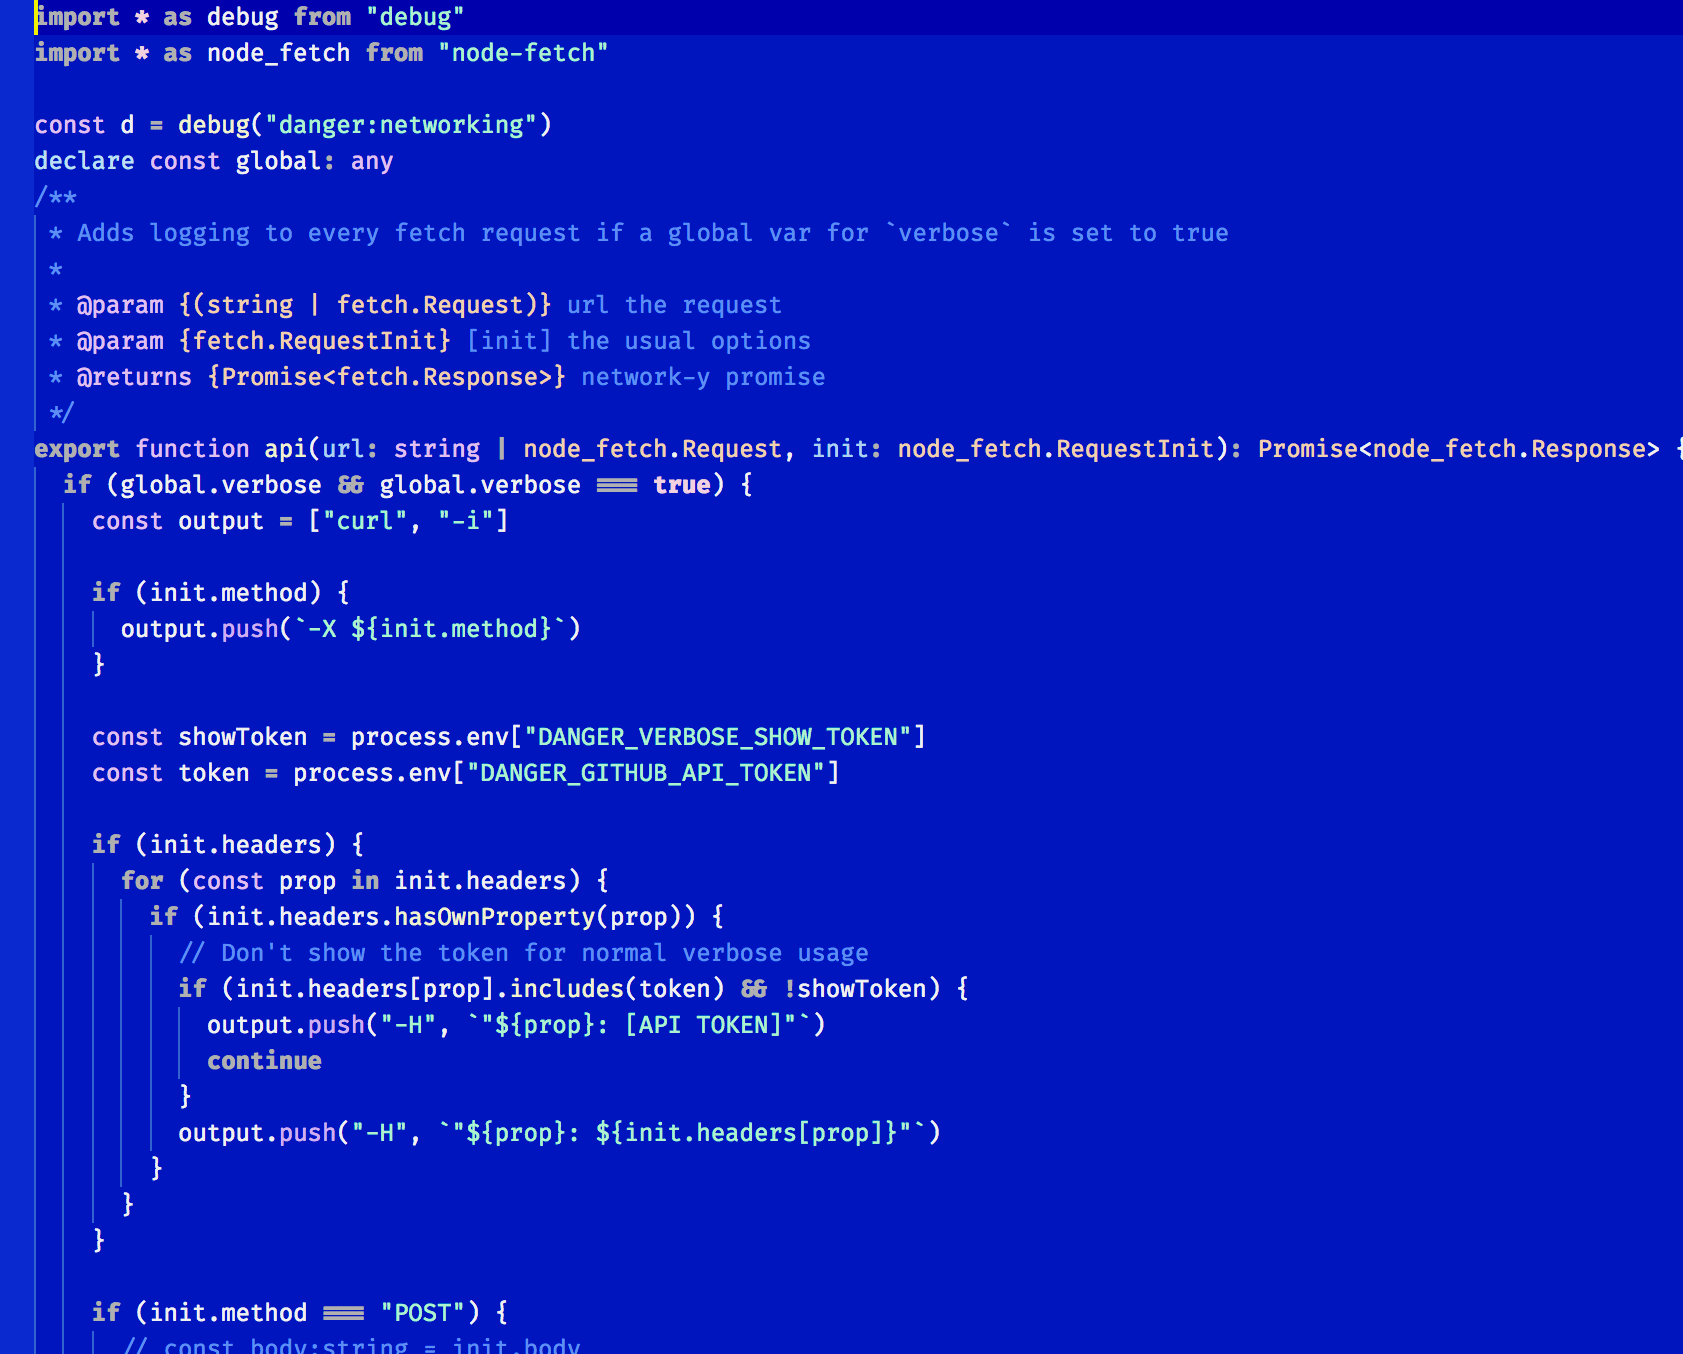 import * as debug from "debug"
import * as node_fetch from "node-fetch"
const d = debug("danger:networking")
declare const global: any
/**
* Adds logging to every fetch request if a global var for `verbose` is set to true
*
* @param {(string | fetch.Request)} url the request
* @param {fetch.RequestInit} [init] the usual options
* @returns {Promise<fetch.Response>} network-y promise
*/
export function api(url: string | node_fetch.Request, init: node_fetch.RequestInit): Promise<node_fetch.Response> {
if (global.verbose && global.verbose === true) {
const output = ["curl", "-i"]
if (init.method) {
output.push(`-X ${init.method}`)
}
const showToken = process.env["DANGER_VERBOSE_SHOW_TOKEN"]
const token = process.env["DANGER_GITHUB_API_TOKEN"]
if (init.headers) {
for (const prop in init.headers) {
if (init.headers.hasOwnProperty(prop)) {
// Don't show the token for normal verbose usage
if (init.headers[prop].includes(token) && !showToken) {
output.push("-H", `"${prop}: [API TOKEN]"`)
continue
}
output.push("-H", `"${prop}: ${init.headers[prop]}"`)
}
}
}
if (init.method === "POST") {
// const body:string = init.body